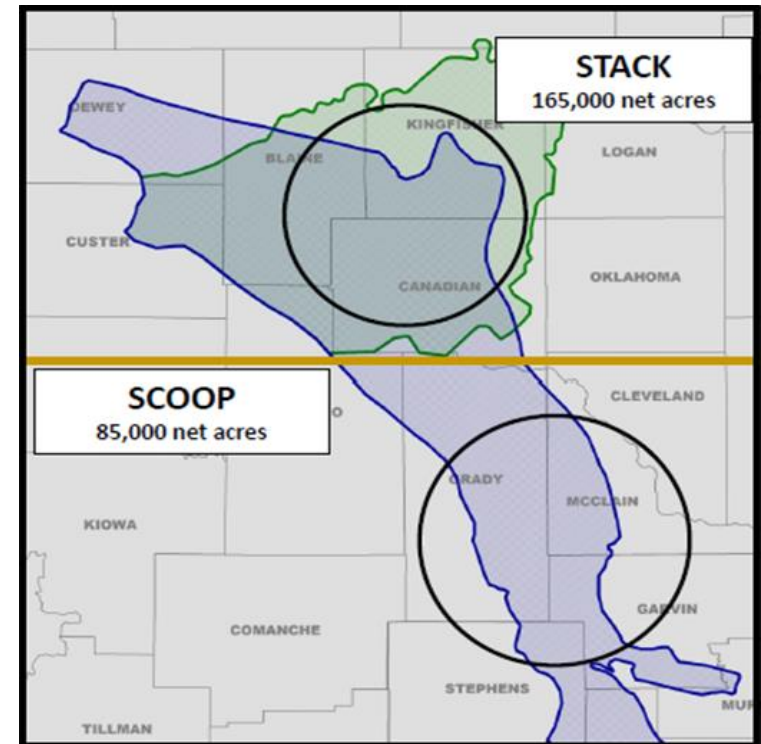 STACK
165,000 net acres
DEWEY
KINGFISHER
BLAINE
LOGAN
CUSTER
OKLAHOMA
CANADIAN
SCOOP
85,000 net acres
CLEVELAND
O
GRADY
MCCLAIN
KIOWA
GARVIN
COMANCHE
STEPHENS
MUR
TILLMAN